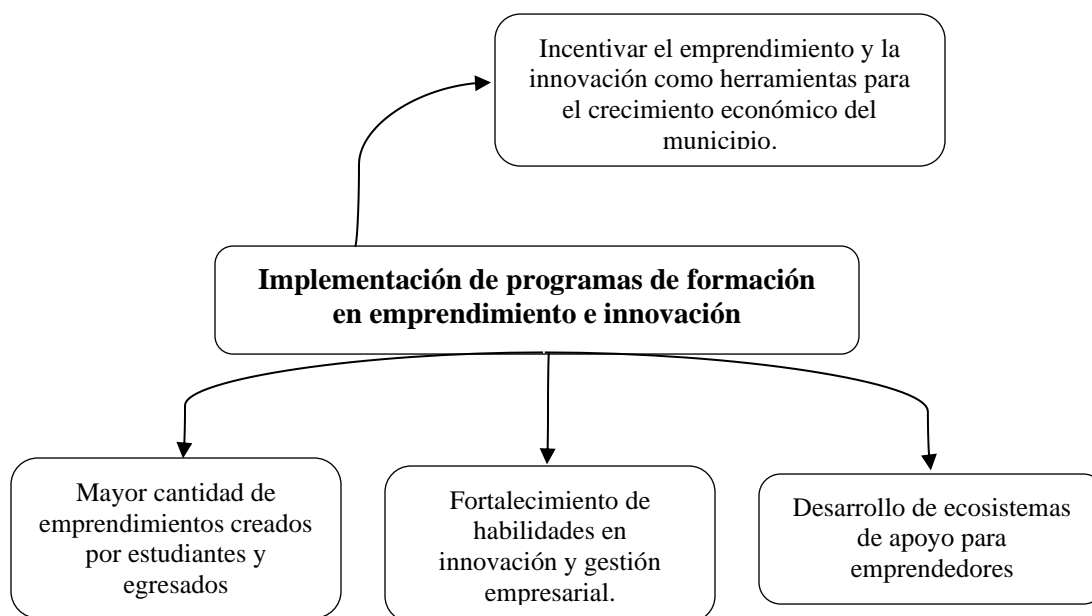 Incentivar el emprendimiento y la
innovación como herramientas para
el crecimiento económico del
municipio.
Implementación de programas de formación
en emprendimiento e innovación
Mayor cantidad de
emprendimientos creados
por estudiantes y
egresados
Fortalecimiento de
habilidades en
innovación y gestión
empresarial.
Desarrollo de ecosistemas
de apoyo para
emprendedores